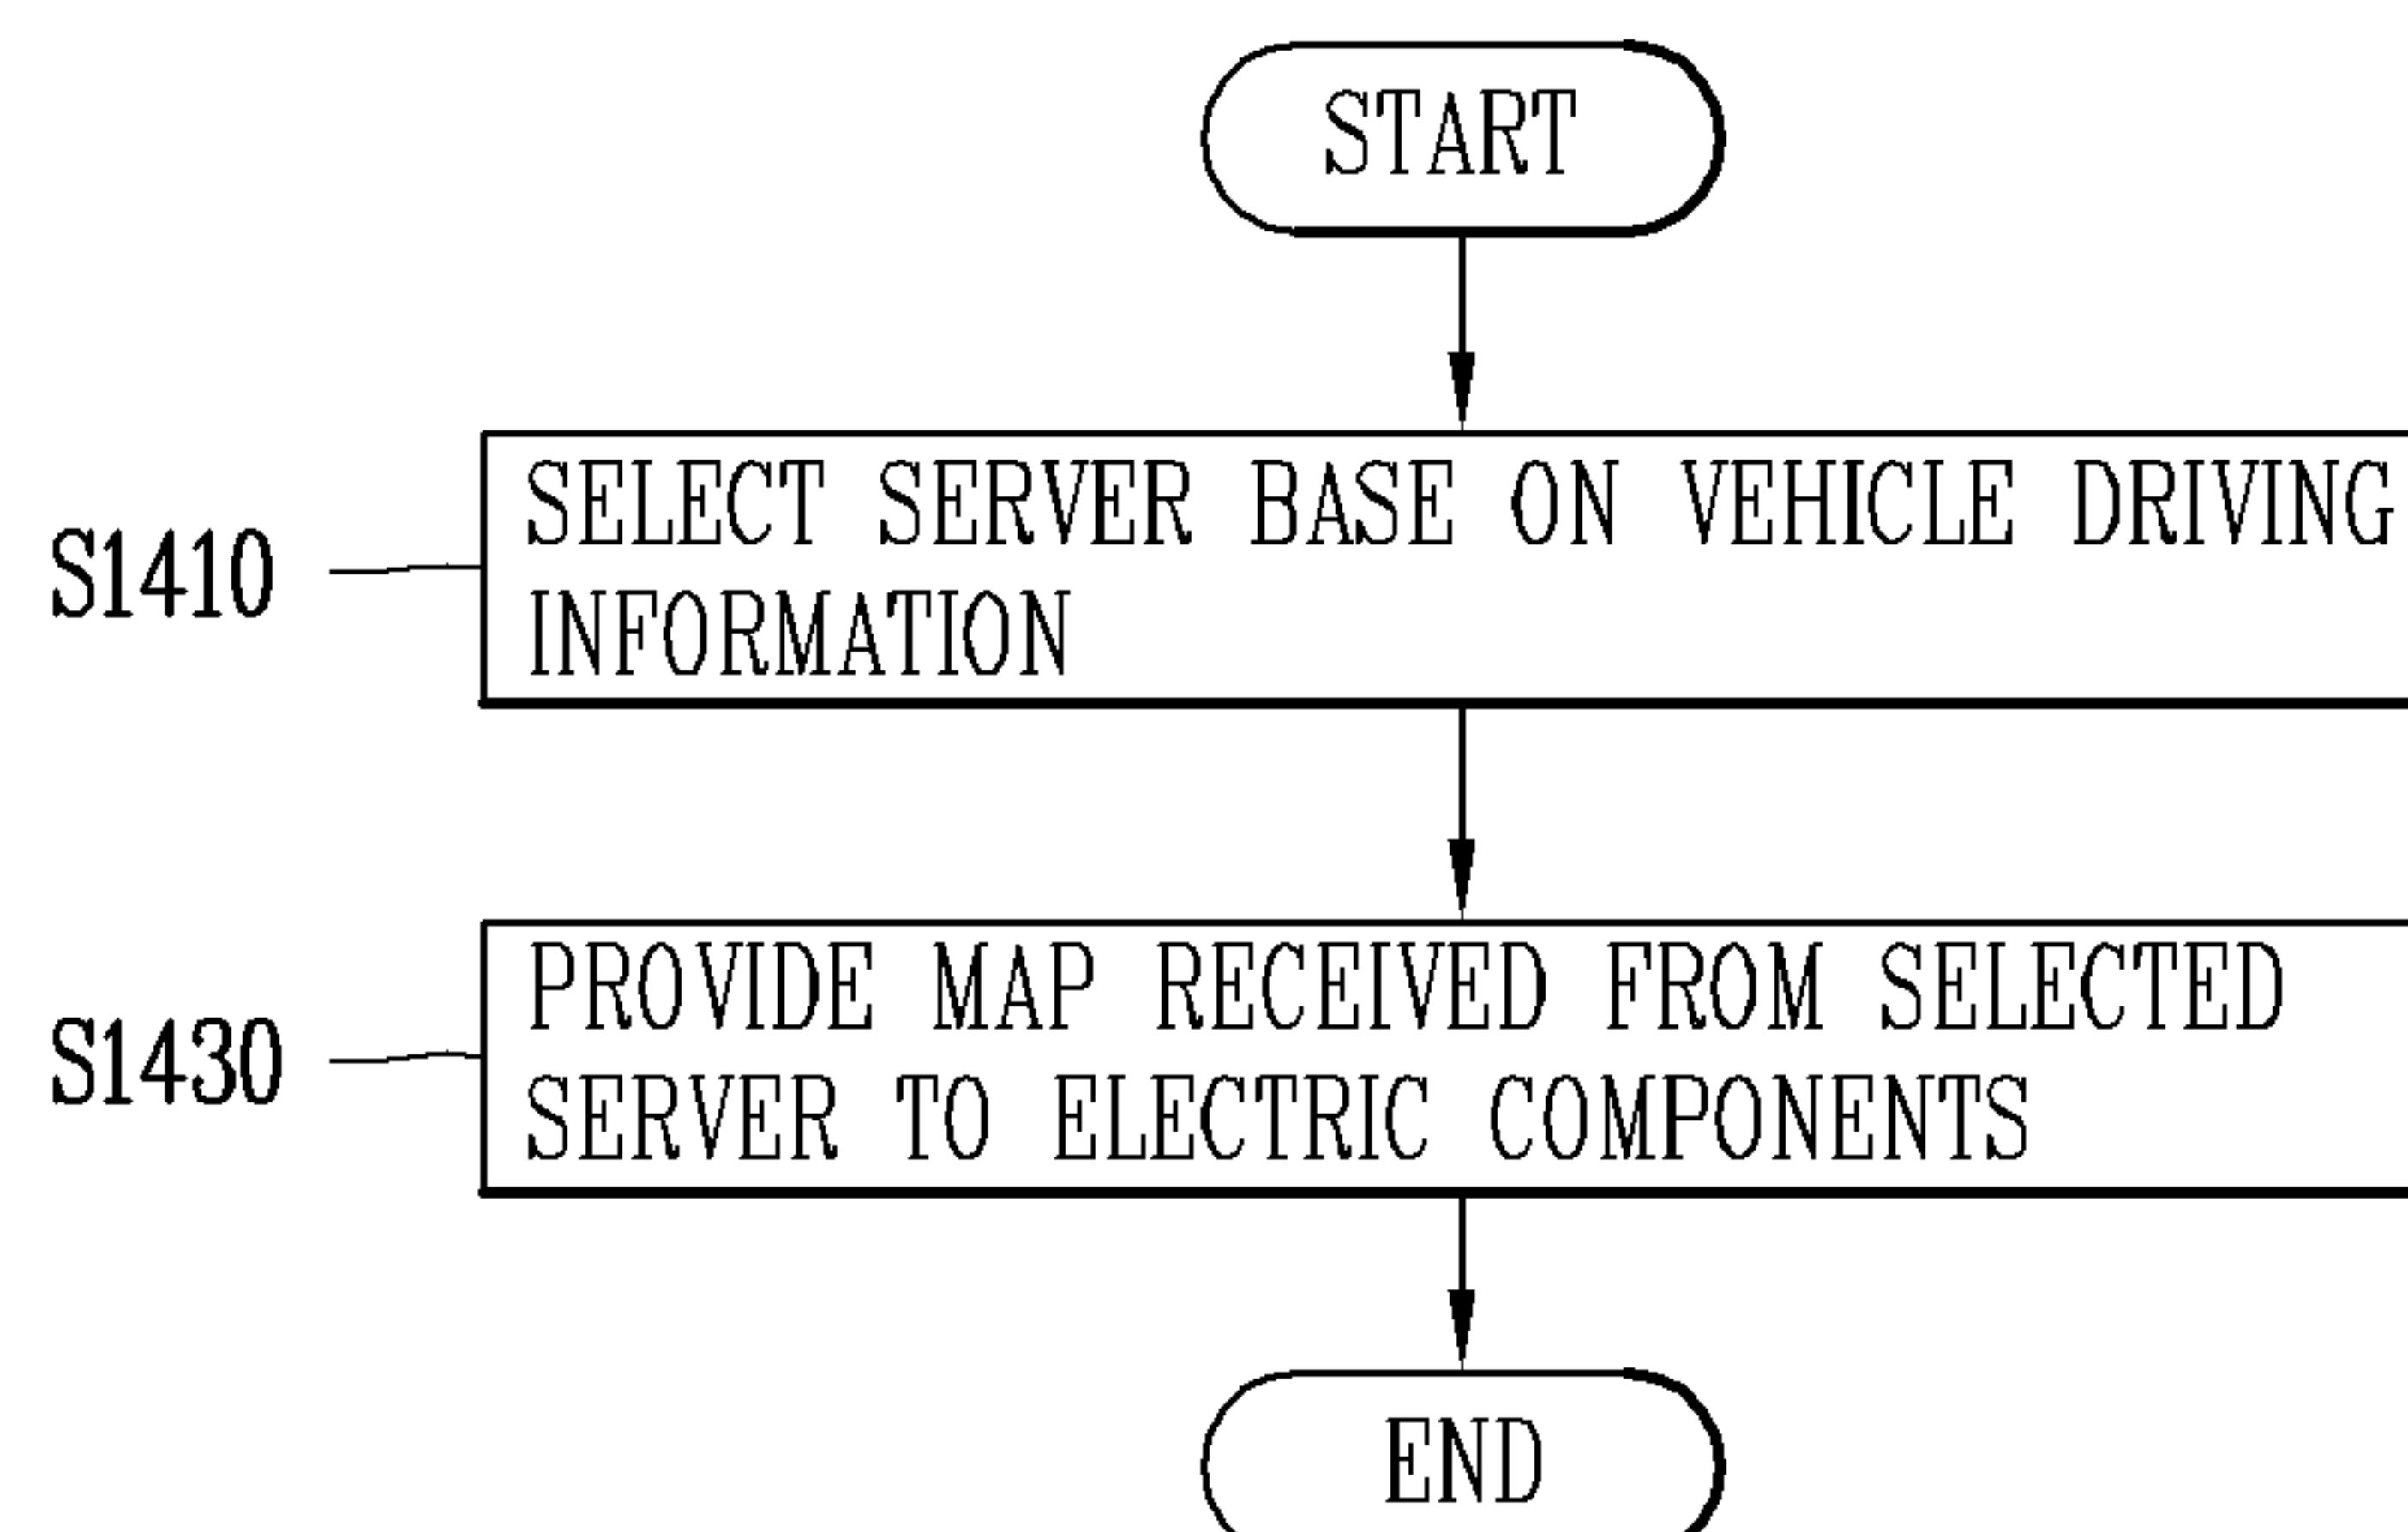 START
S1410
SELECT SERVER BASE ON VEHICLE DRIVING
INFORMATION
S1430
PROVIDE MAP RECEIVED FROM SELECTED
SERVER TO ELECTRIC COMPONENTS
END